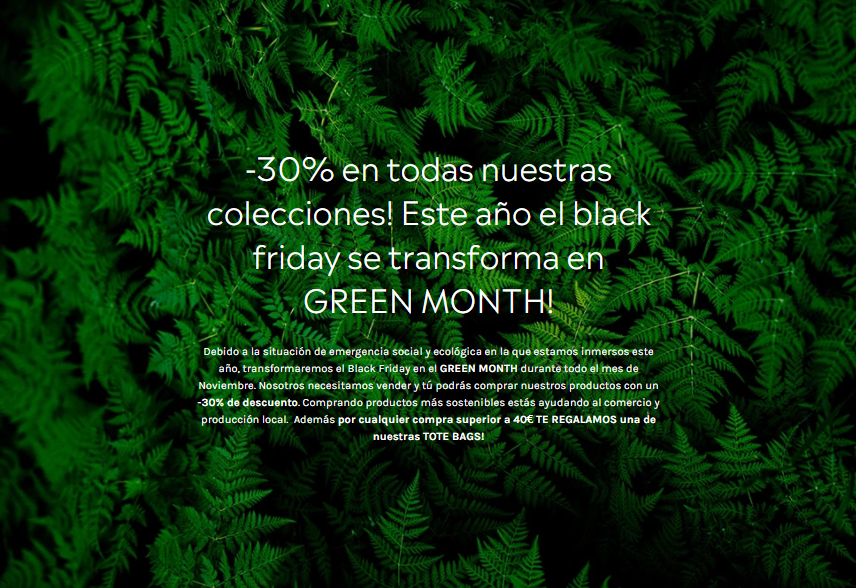 -30% en todas nuestras
colecciones! Este año el black
friday se transforma en
GREEN MONTH!
Debido a la situación de emergencia social y ecológica en la que estamos inmersos este
año, transformaremos el Black Friday en el GREEN MONTH durante todo el mes de
Noviembre. Nosotros necesitamos vender y tú podrás comprar nuestros productos con un
-30% de descuento. Comprando productos más sostenibles estás ayudando al comercio y
producción local. Además por cualquier compra superior a 40€ TE REGALAMOS una de
nuestras TOTE BAGS!